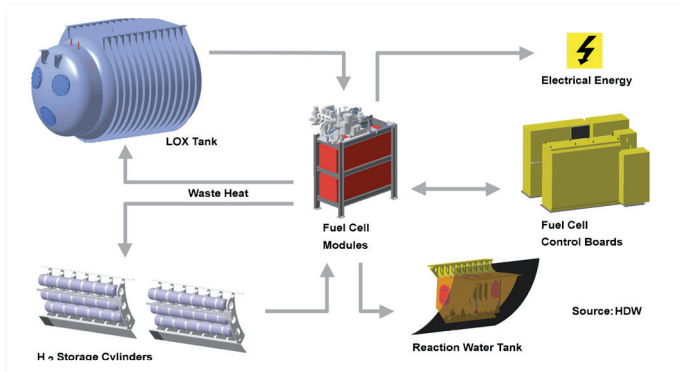 Electrical Energy
LOX Tank
Waste Heat
Fuel Cell
Modules
Fuel Cell
Control Boards
Source:HDW
Reaction Water Tank
H2 Storage Cylinders